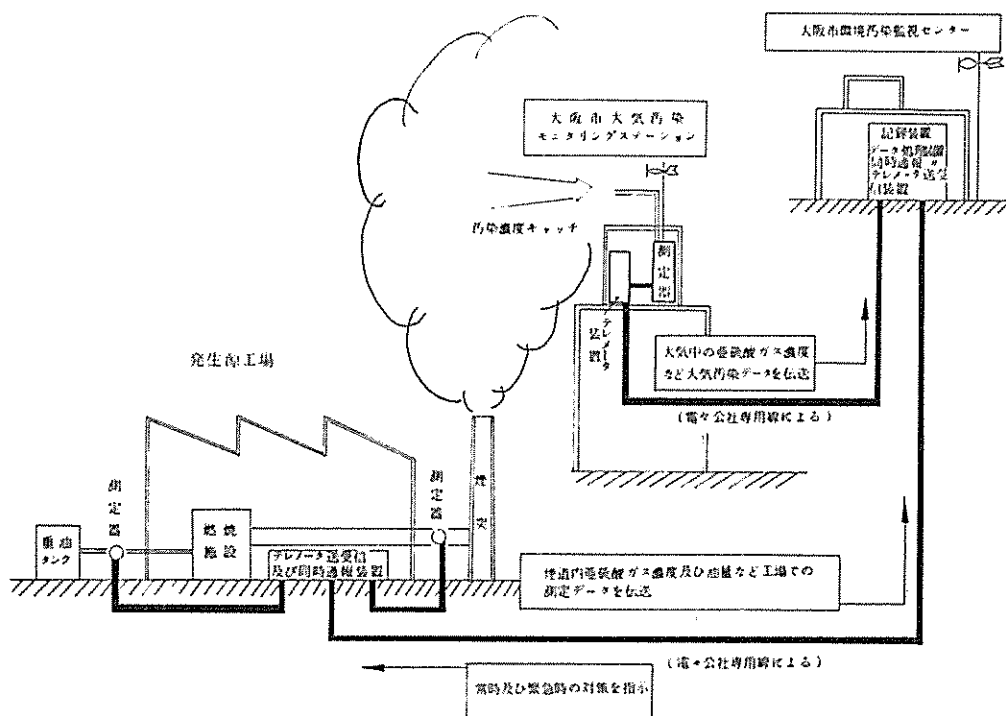 大阪市環境汚染監視センター
大阪市大気汚染
モニタリングステーション
記録装置
データ処理装置
同時通報及
テレメータ送受
信装置
汚染濃度キャッチ
測定器
テレメータ
装置
大気中の亜硫酸ガス濃度
など大気汚染データを伝送
(電々公社専用線による)
発生源工場
測定器
測定器
煙突
重油
タンク
燃焼
施設
テレメータ送受信
及び同時通報装置
煙道内亜硫酸ガス濃度及び油量など工場での
測定データを伝送
(電々公社専用線による)
常時及び緊急時の対策を指示